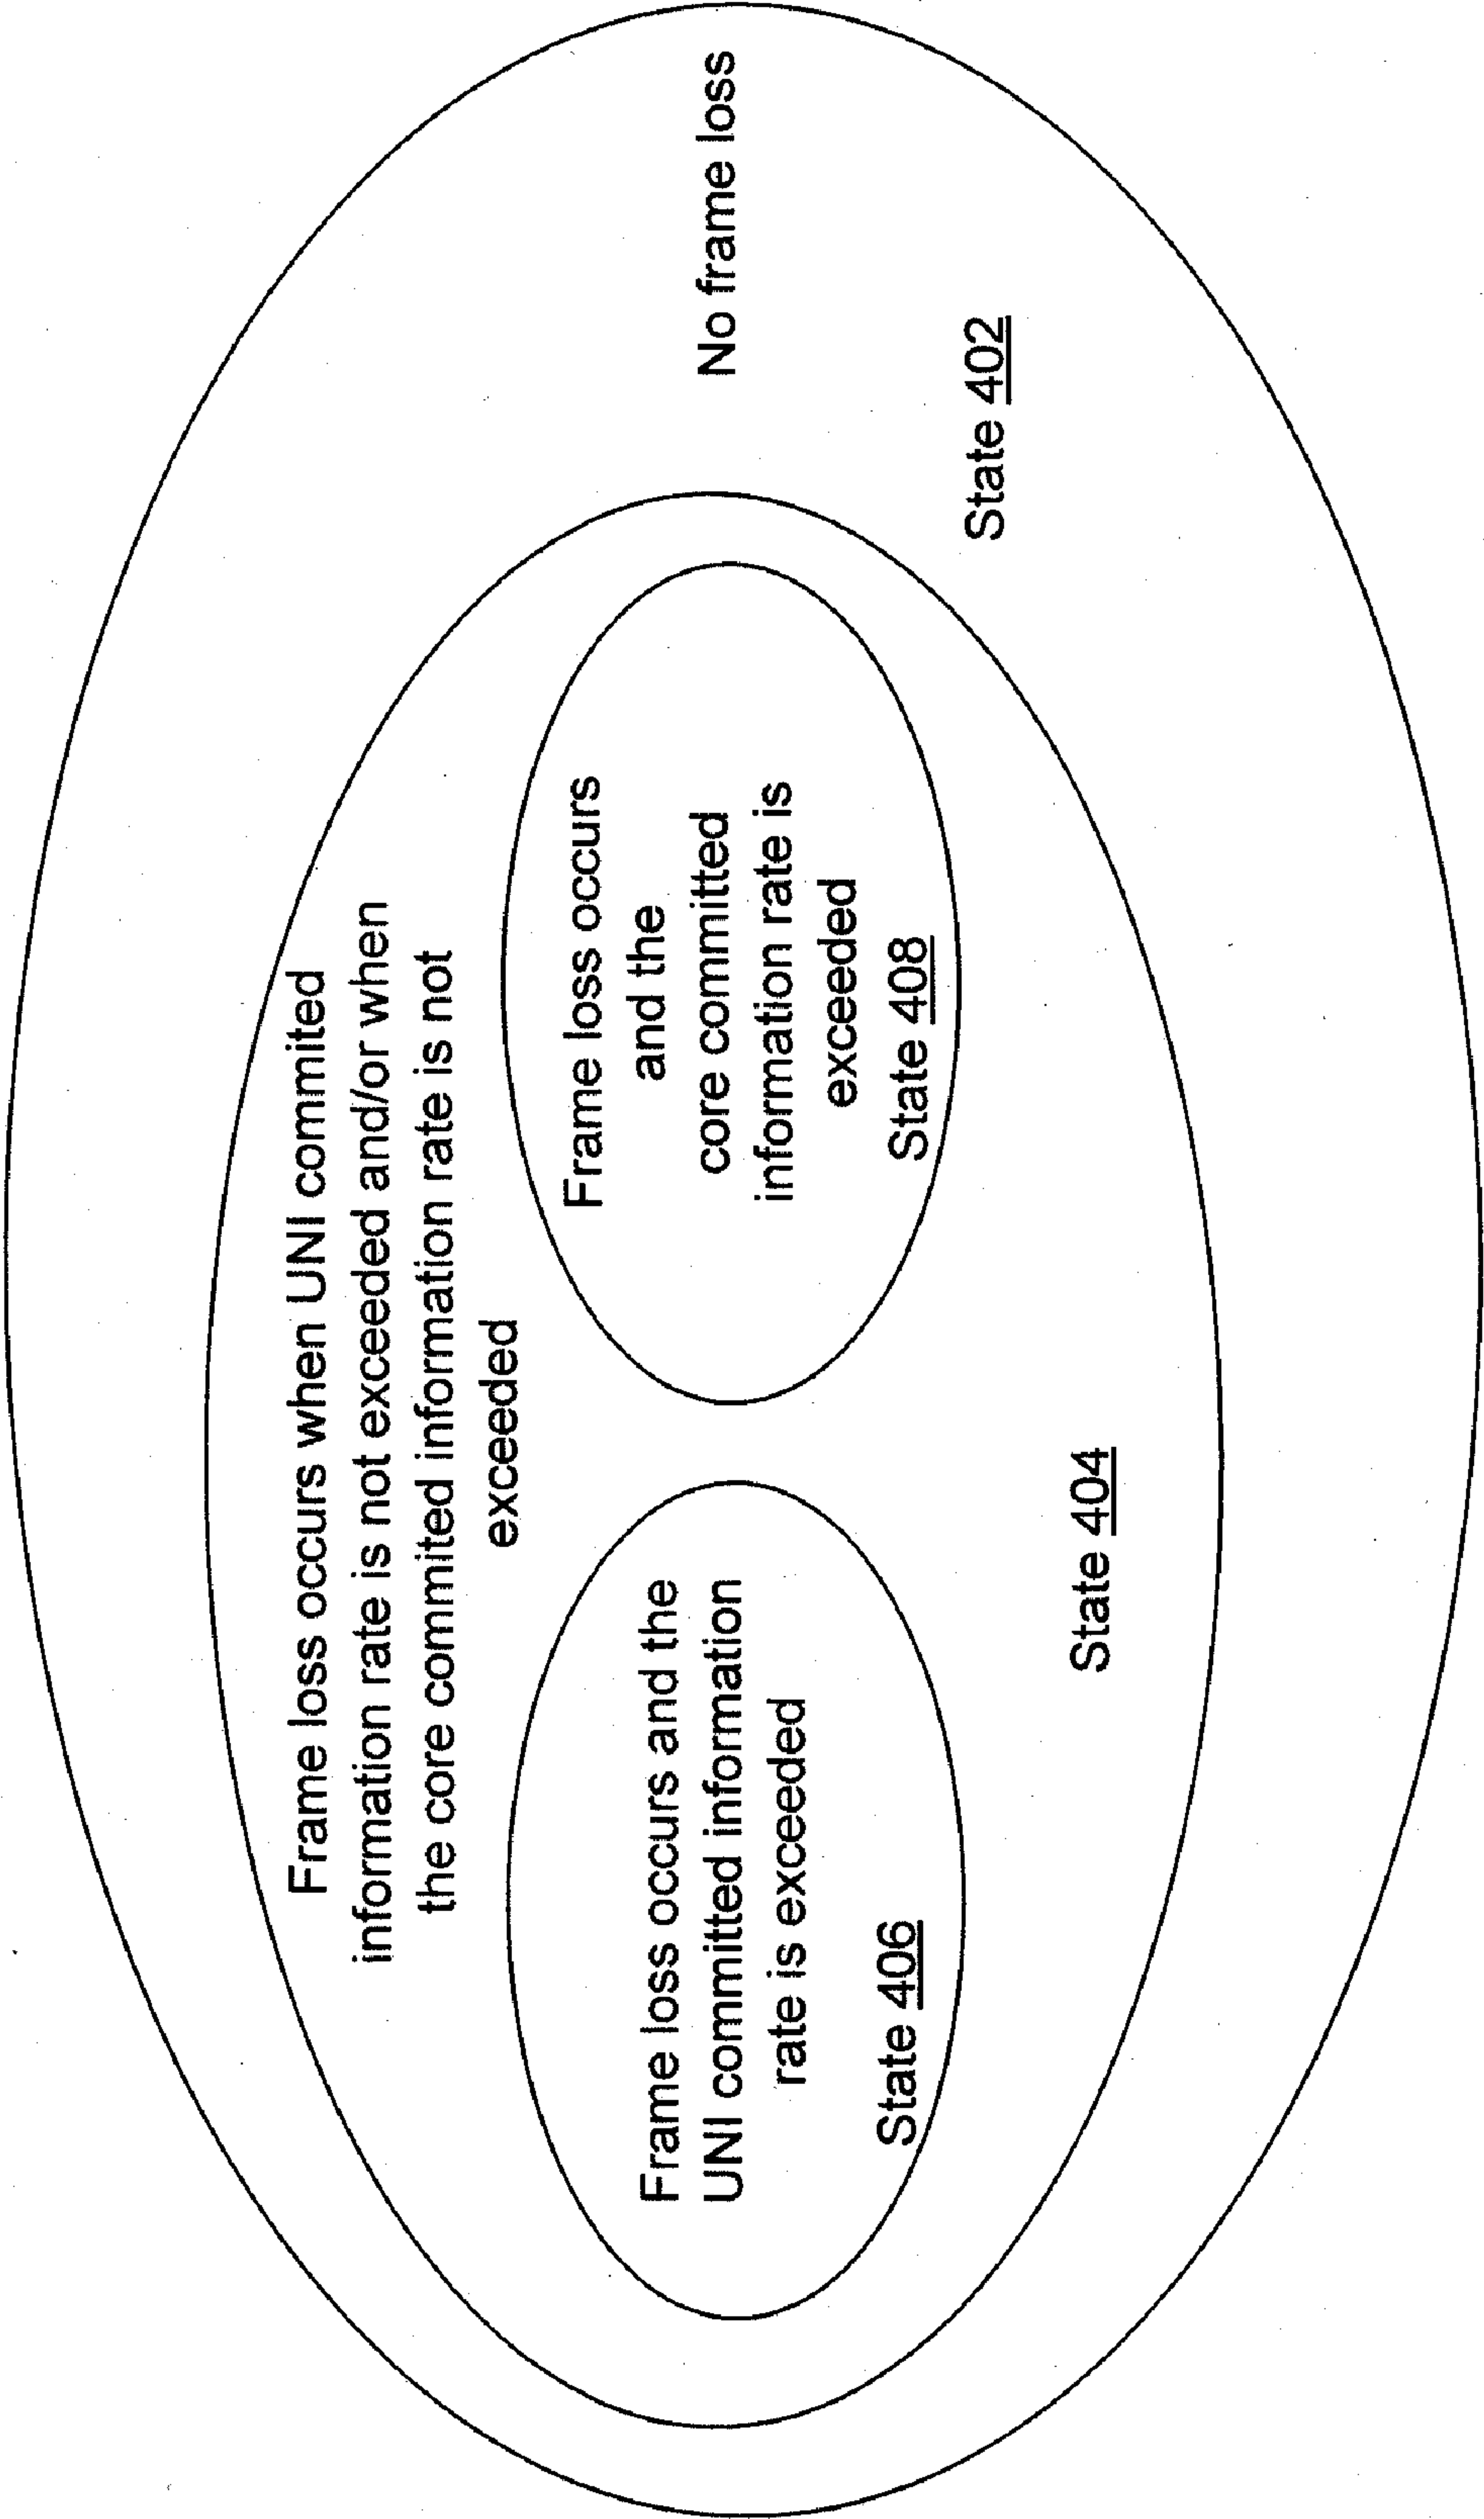 Frame loss occurs when UNI commited
information rate is not exceeded and/or when
the core commited information rate is not
exceeded
Frame loss occurs and the
UNI committed information
rate is exceeded
State 406
Frame loss occurs
and the
core committed
information rate is
exceeded
State 408
No frame loss
State 402
State 404